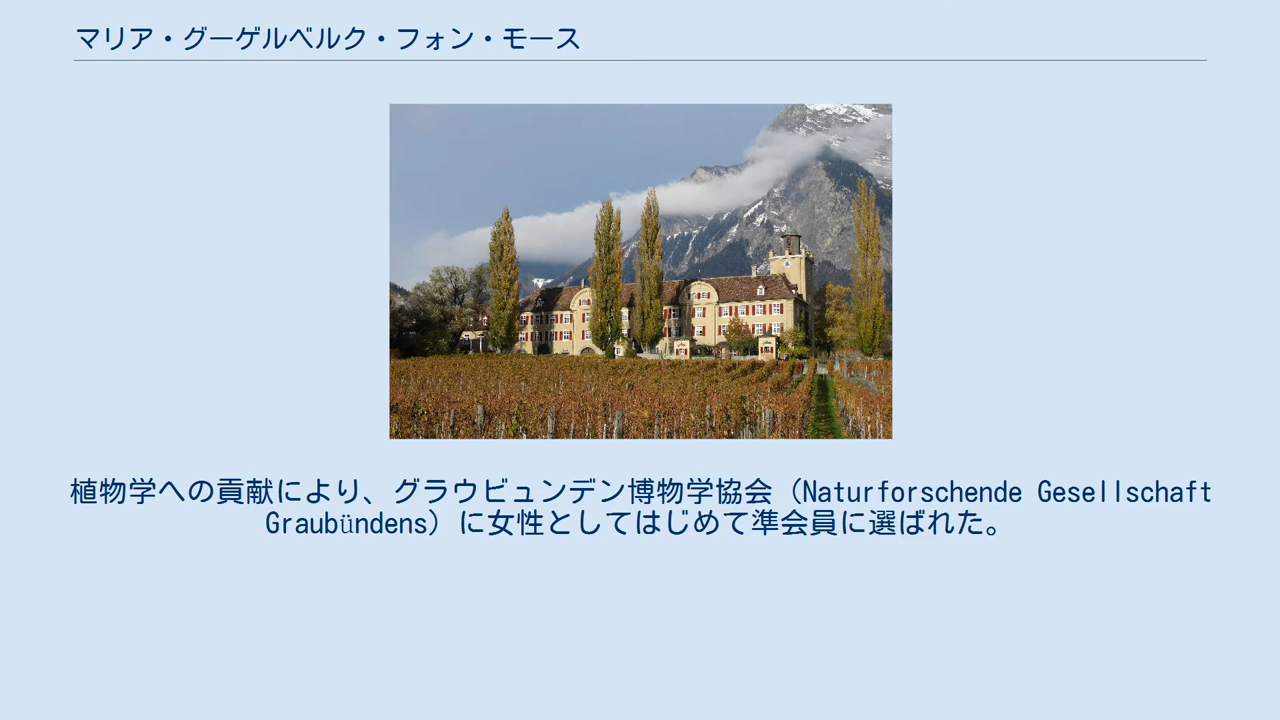 マリア・グーゲルベルク・フォン・モース
植物学への貢献により、グラウビュンデン博物学協会（Naturforschende Gesellschaft
Graubündens）に女性としてはじめて準会員に選ばれた。